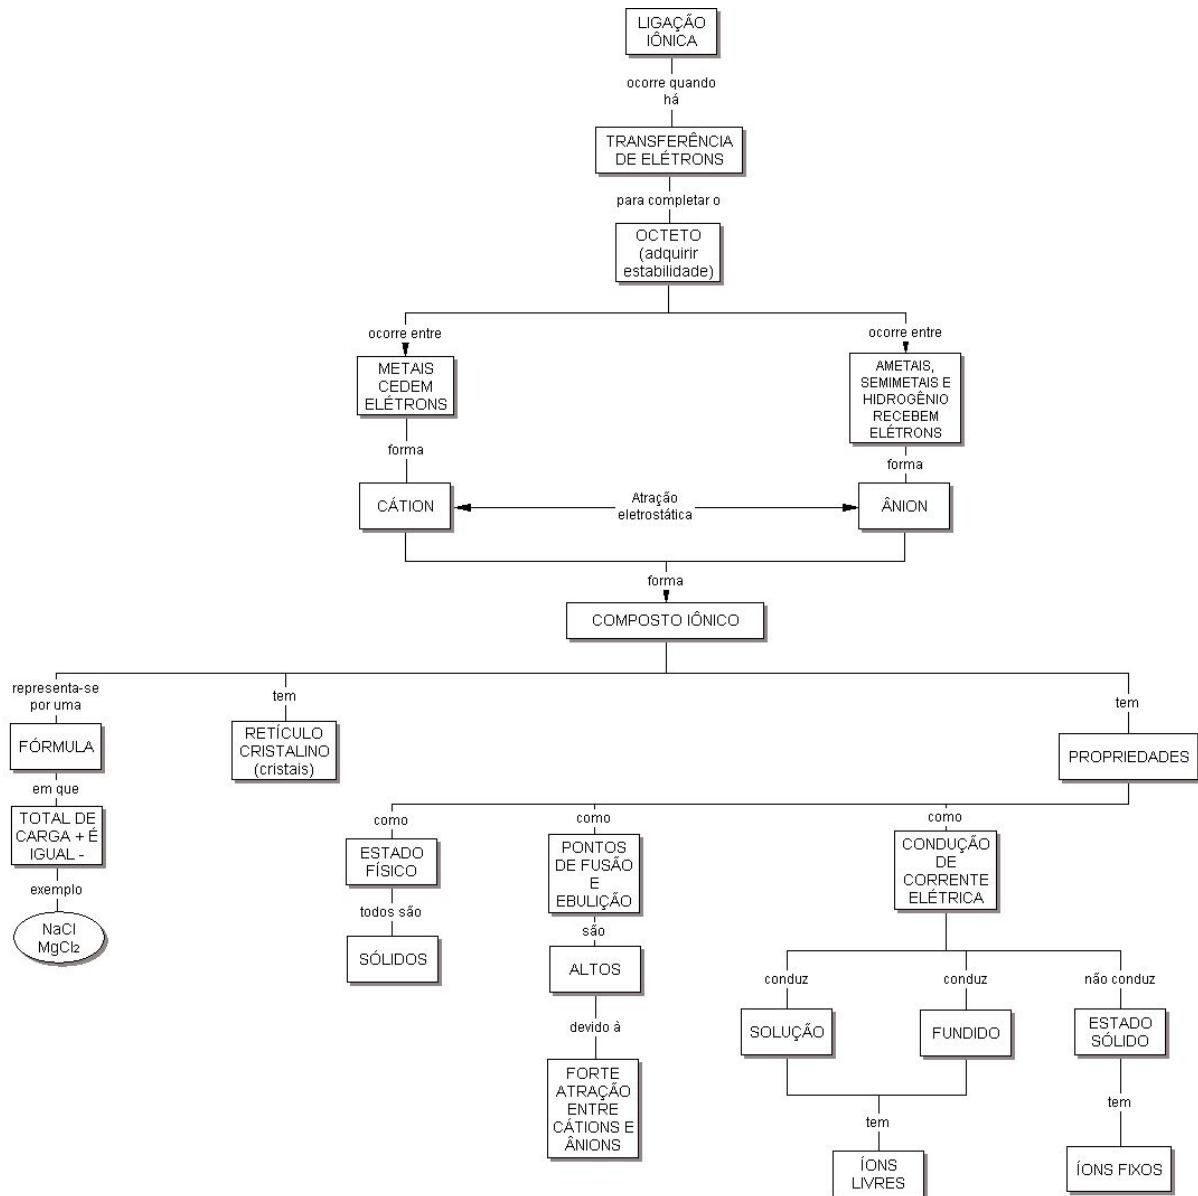 LIGAÇÃO
IÔNICA
ocorre quando
há
TRANSFERÊNCIA
DE ELÉTRONS
para completar o
OCTETO
(adquirir
estabilidade)
ocorre entre
METAIS
CEDEM
ELÉTRONS
forma
CÁTION
ocorre entre
AMETAIS,
SEMIMETAIS E
HIDROGÊNIO
RECEBEM
ELÉTRONS
forma
ÂNION
Atração
eletrostática
forma
COMPOSTO IÔNICO
representa-se
por uma
FÓRMULA
em que
TOTAL DE
CARGA + É
IGUAL -
exemplo
NaCl
MgCl₂
tem
RETÍCULO
CRISTALINO
(cristais)
tem
PROPRIEDADES
como
ESTADO
FÍSICO
todos são
SÓLIDOS
como
PONTOS
DE FUSÃO
E
EBULIÇÃO
são
ALTOS
devido à
FORTE
ATRAÇÃO
ENTRE
CÁTIONS E
ÂNIONS
como
CONDUÇÃO
DE
CORRENTE
ELÉTRICA
conduz
SOLUÇÃO
conduz
FUNDIDO
tem
ÍONS
LIVRES
não conduz
ESTADO
SÓLIDO
tem
ÍONS FIXOS